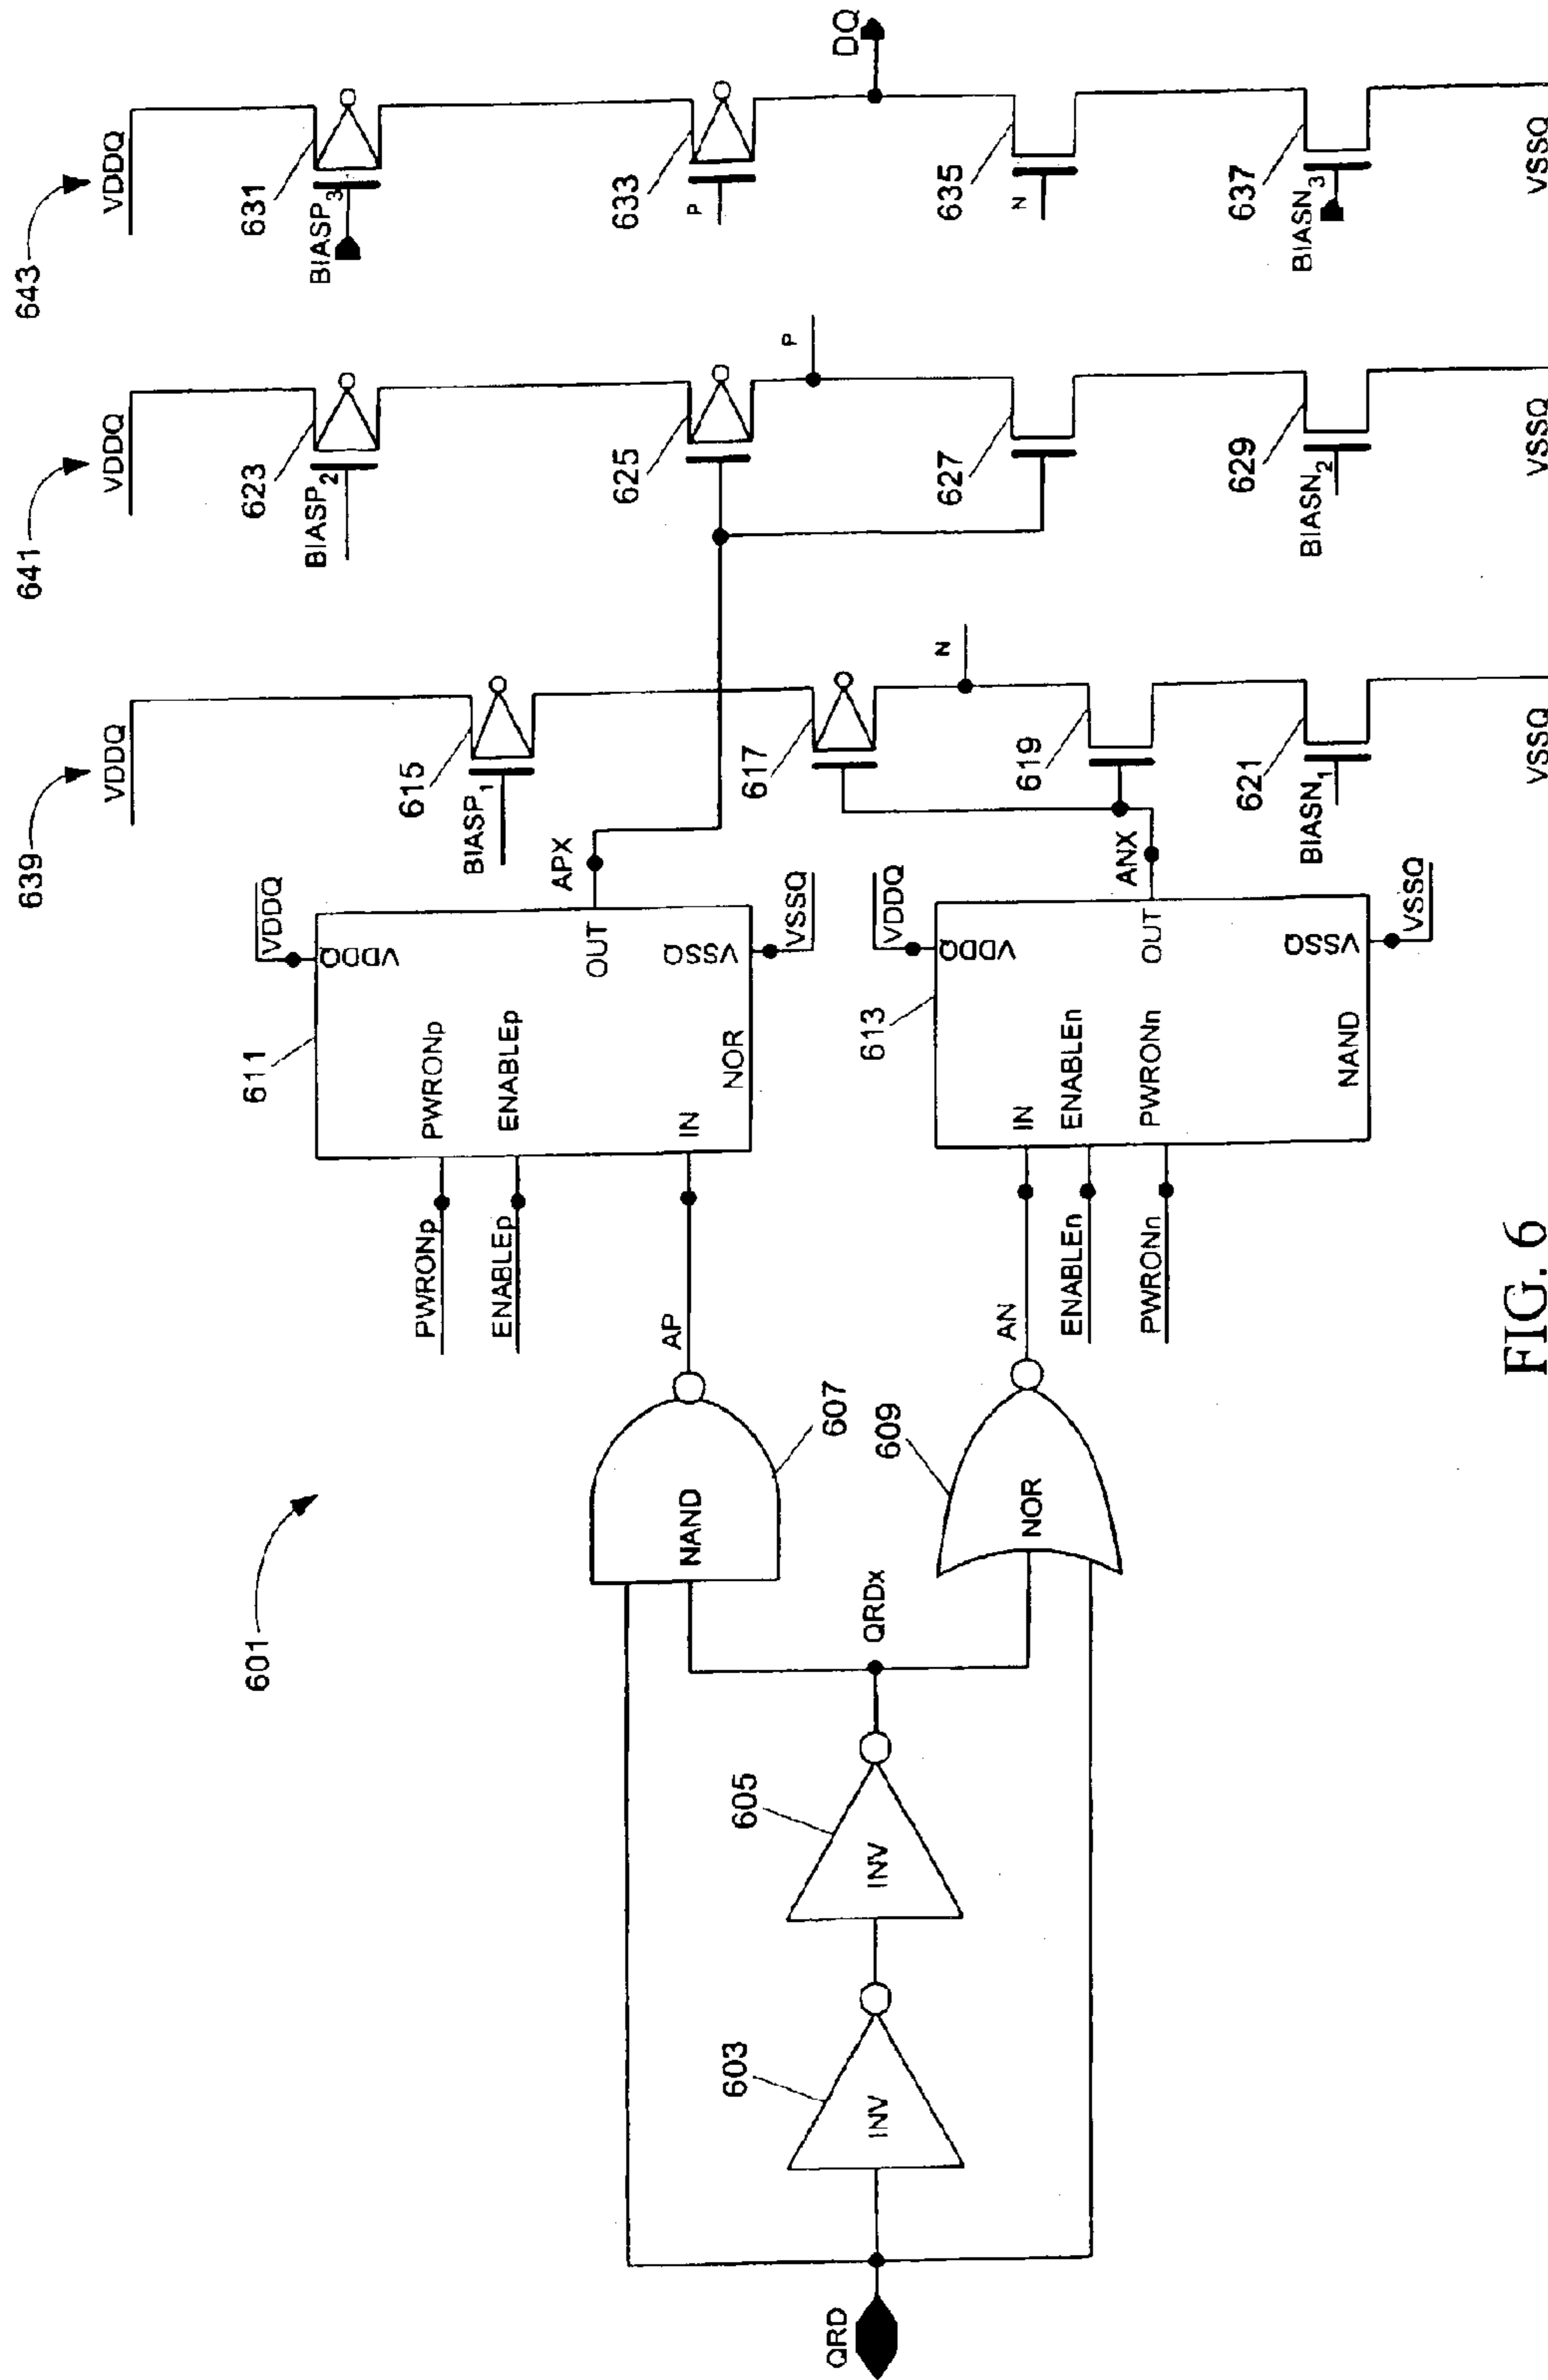 643
641
639
601
VDDQ
VDDQ
VDDQ
631
BIASP3
633
P
DQ
635
N
637
BIASN3
VSSQ
623
BIASP2
625
P
627
629
BIASN2
VSSQ
615
BIASP1
617
N
619
621
BIASN1
VSSQ
611
VDDQ
VDDQ
PWRONp
PWRONp
ENABLEp
ENABLEp
OUT
APX
AP
IN
NOR
VSSQ
VSSQ
613
VDDQ
VDDQ
AN
IN
ENABLEn
ENABLEn
PWRONn
PWRONn
OUT
ANX
NAND
VSSQ
VSSQ
NAND
607
NOR
609
QRDx
605
INV
603
INV
QRD
FIG. 6